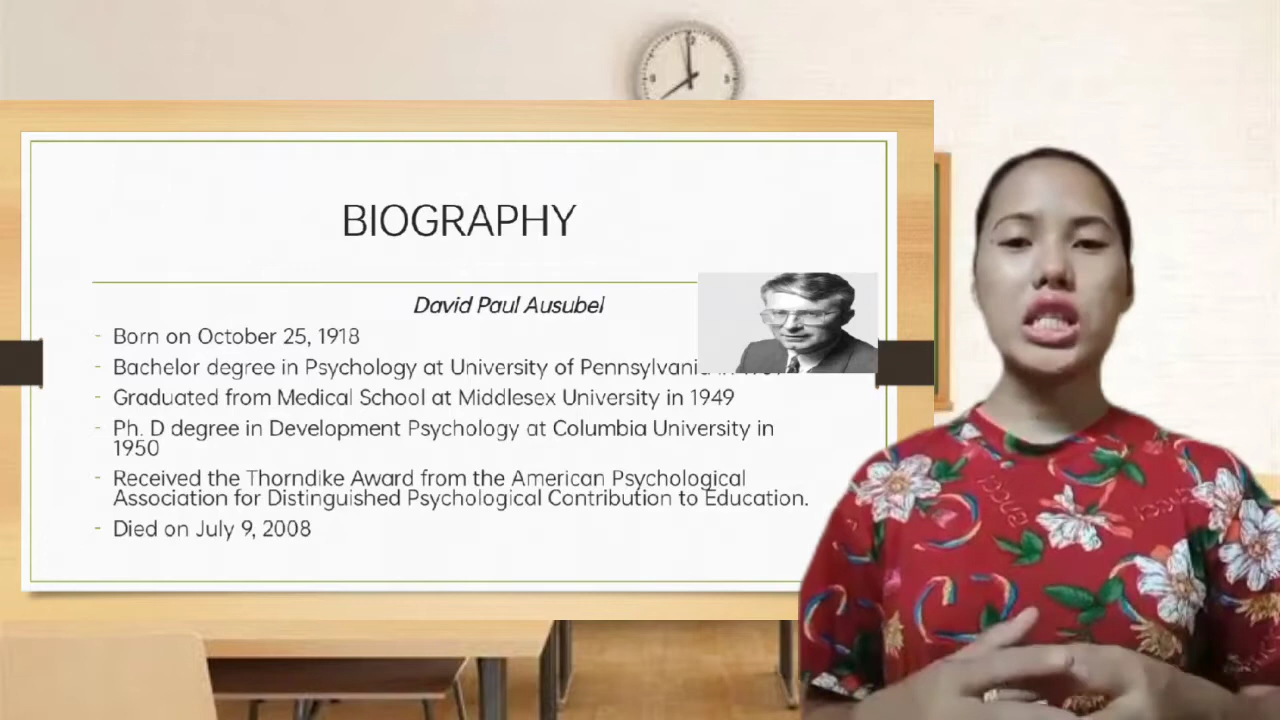 BIOGRAPHY
David Paul Ausubel
- Born on October 25, 1918
- Bachelor degree in Psychology at University of Pennsylvania
- Graduated from Medical School at Middlesex University in 1949
- Ph. D degree in Development Psychology at Columbia University in
1950
- Received the Thorndike Award from the American Psychological
Association for Distinguished Psychological Contribution to Education.
- Died on July 9, 2008